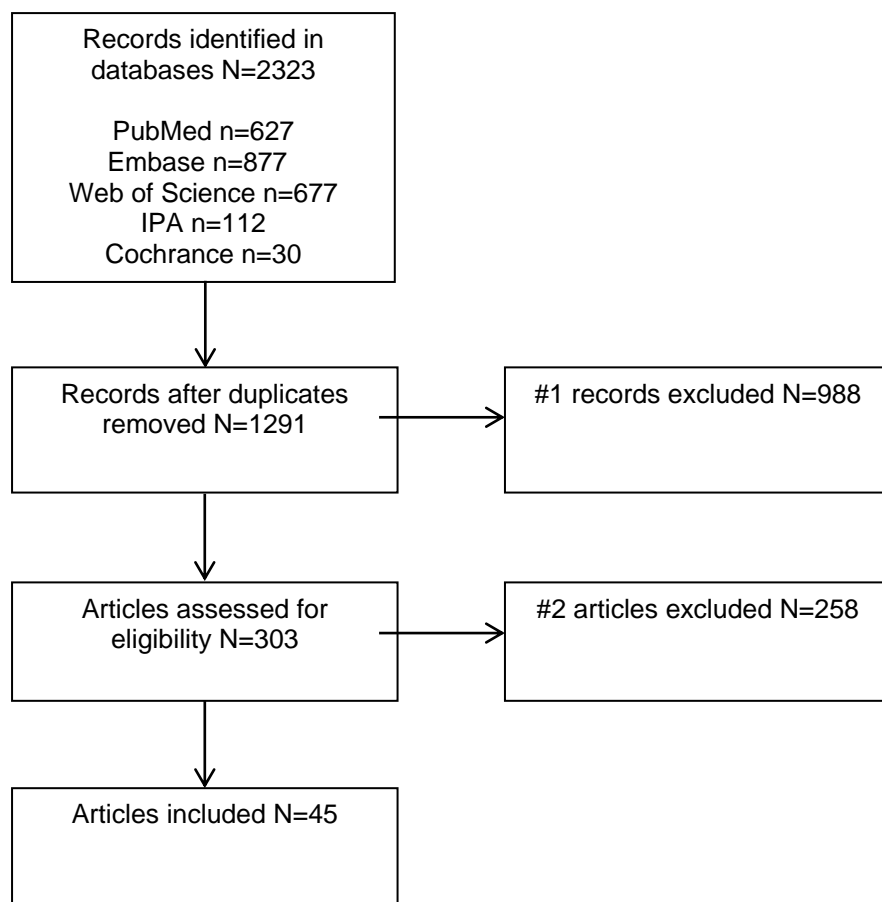 Records identified in
databases N=2323
PubMed n=627
Embase n=877
Web of Science n=677
IPA n=112
Cochrance n=30
Records after duplicates
removed N=1291
#1 records excluded N=988
Articles assessed for
eligibility N=303
#2 articles excluded N=258
Articles included N=45